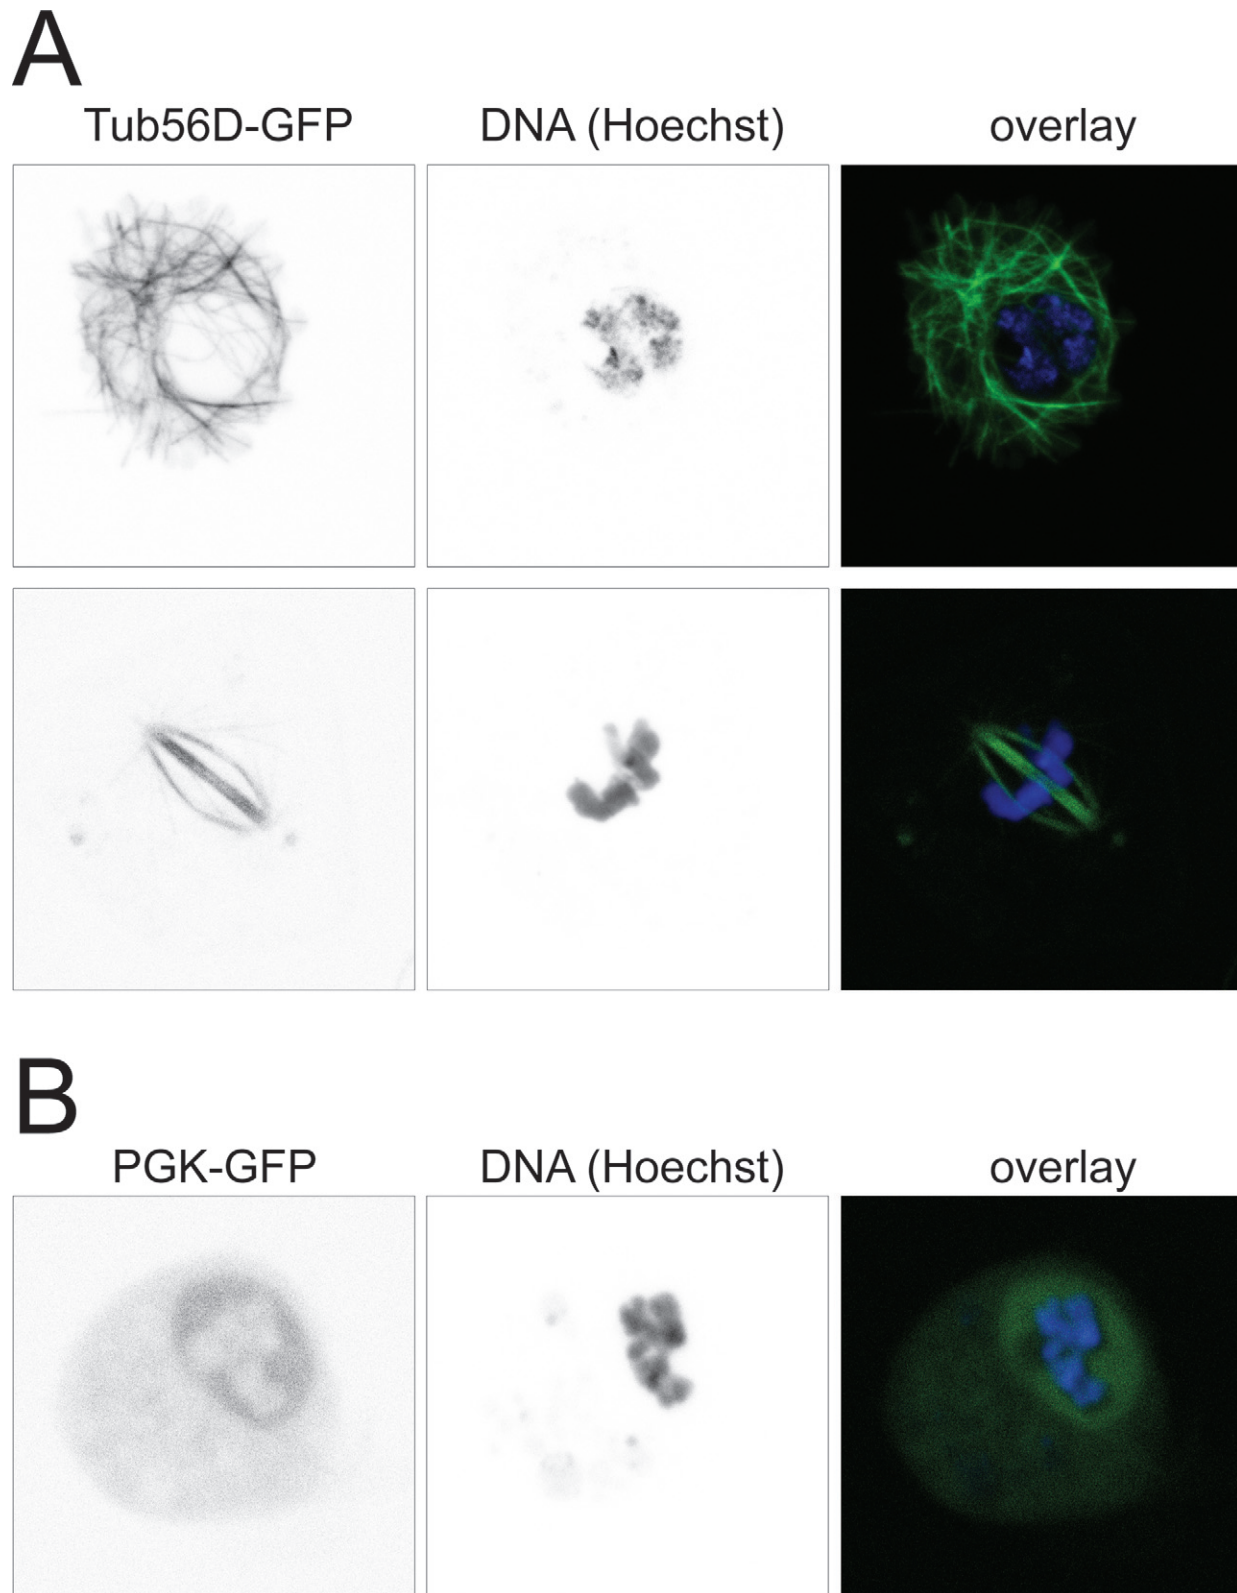 A
Tub56D-GFP DNA (Hoechst) overlay
B
PGK-GFP DNA (Hoechst) overlay